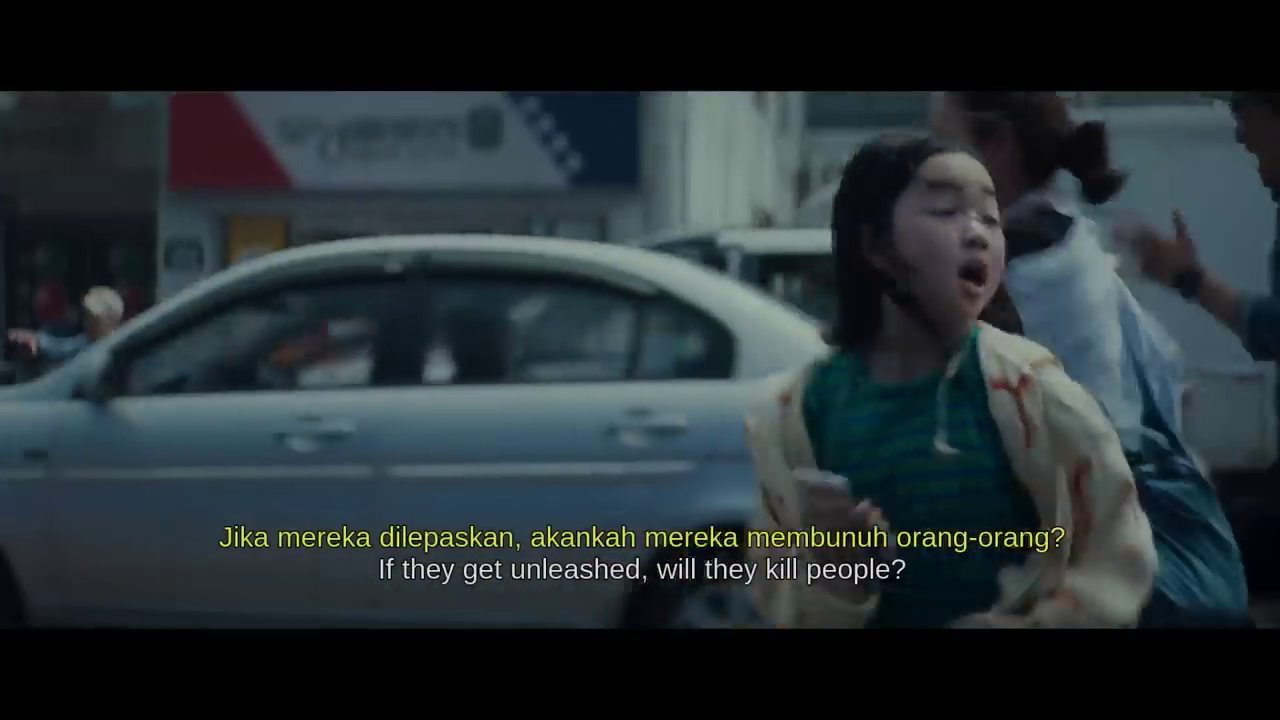 Jika mereka dilepaskan, akankah mereka membunuh orang-orang?
If they get unleashed, will they kill people?